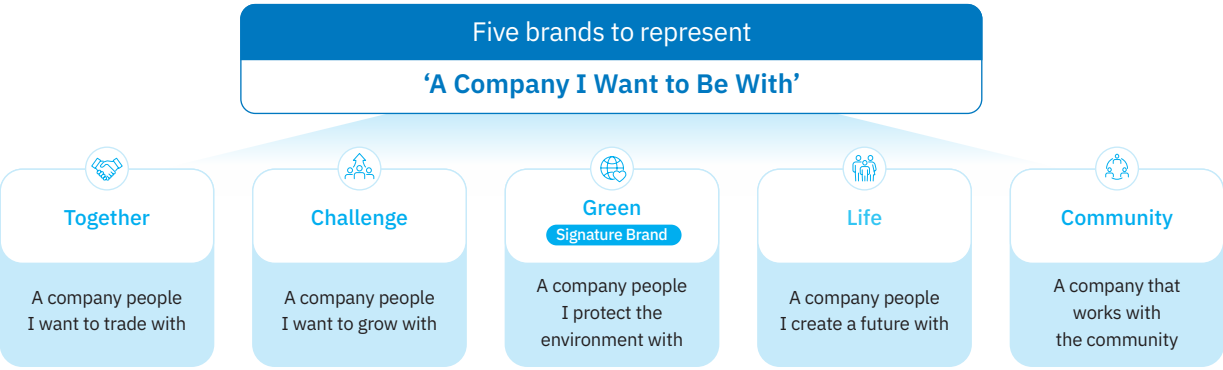 Five brands to represent
‘A Company I Want to Be With’
Together
A company people
I want to trade with
Challenge
A company people
I want to grow with
Green
Signature Brand
A company people
I protect the
environment with
Life
A company people
I create a future with
Community
A company that
works with
the community